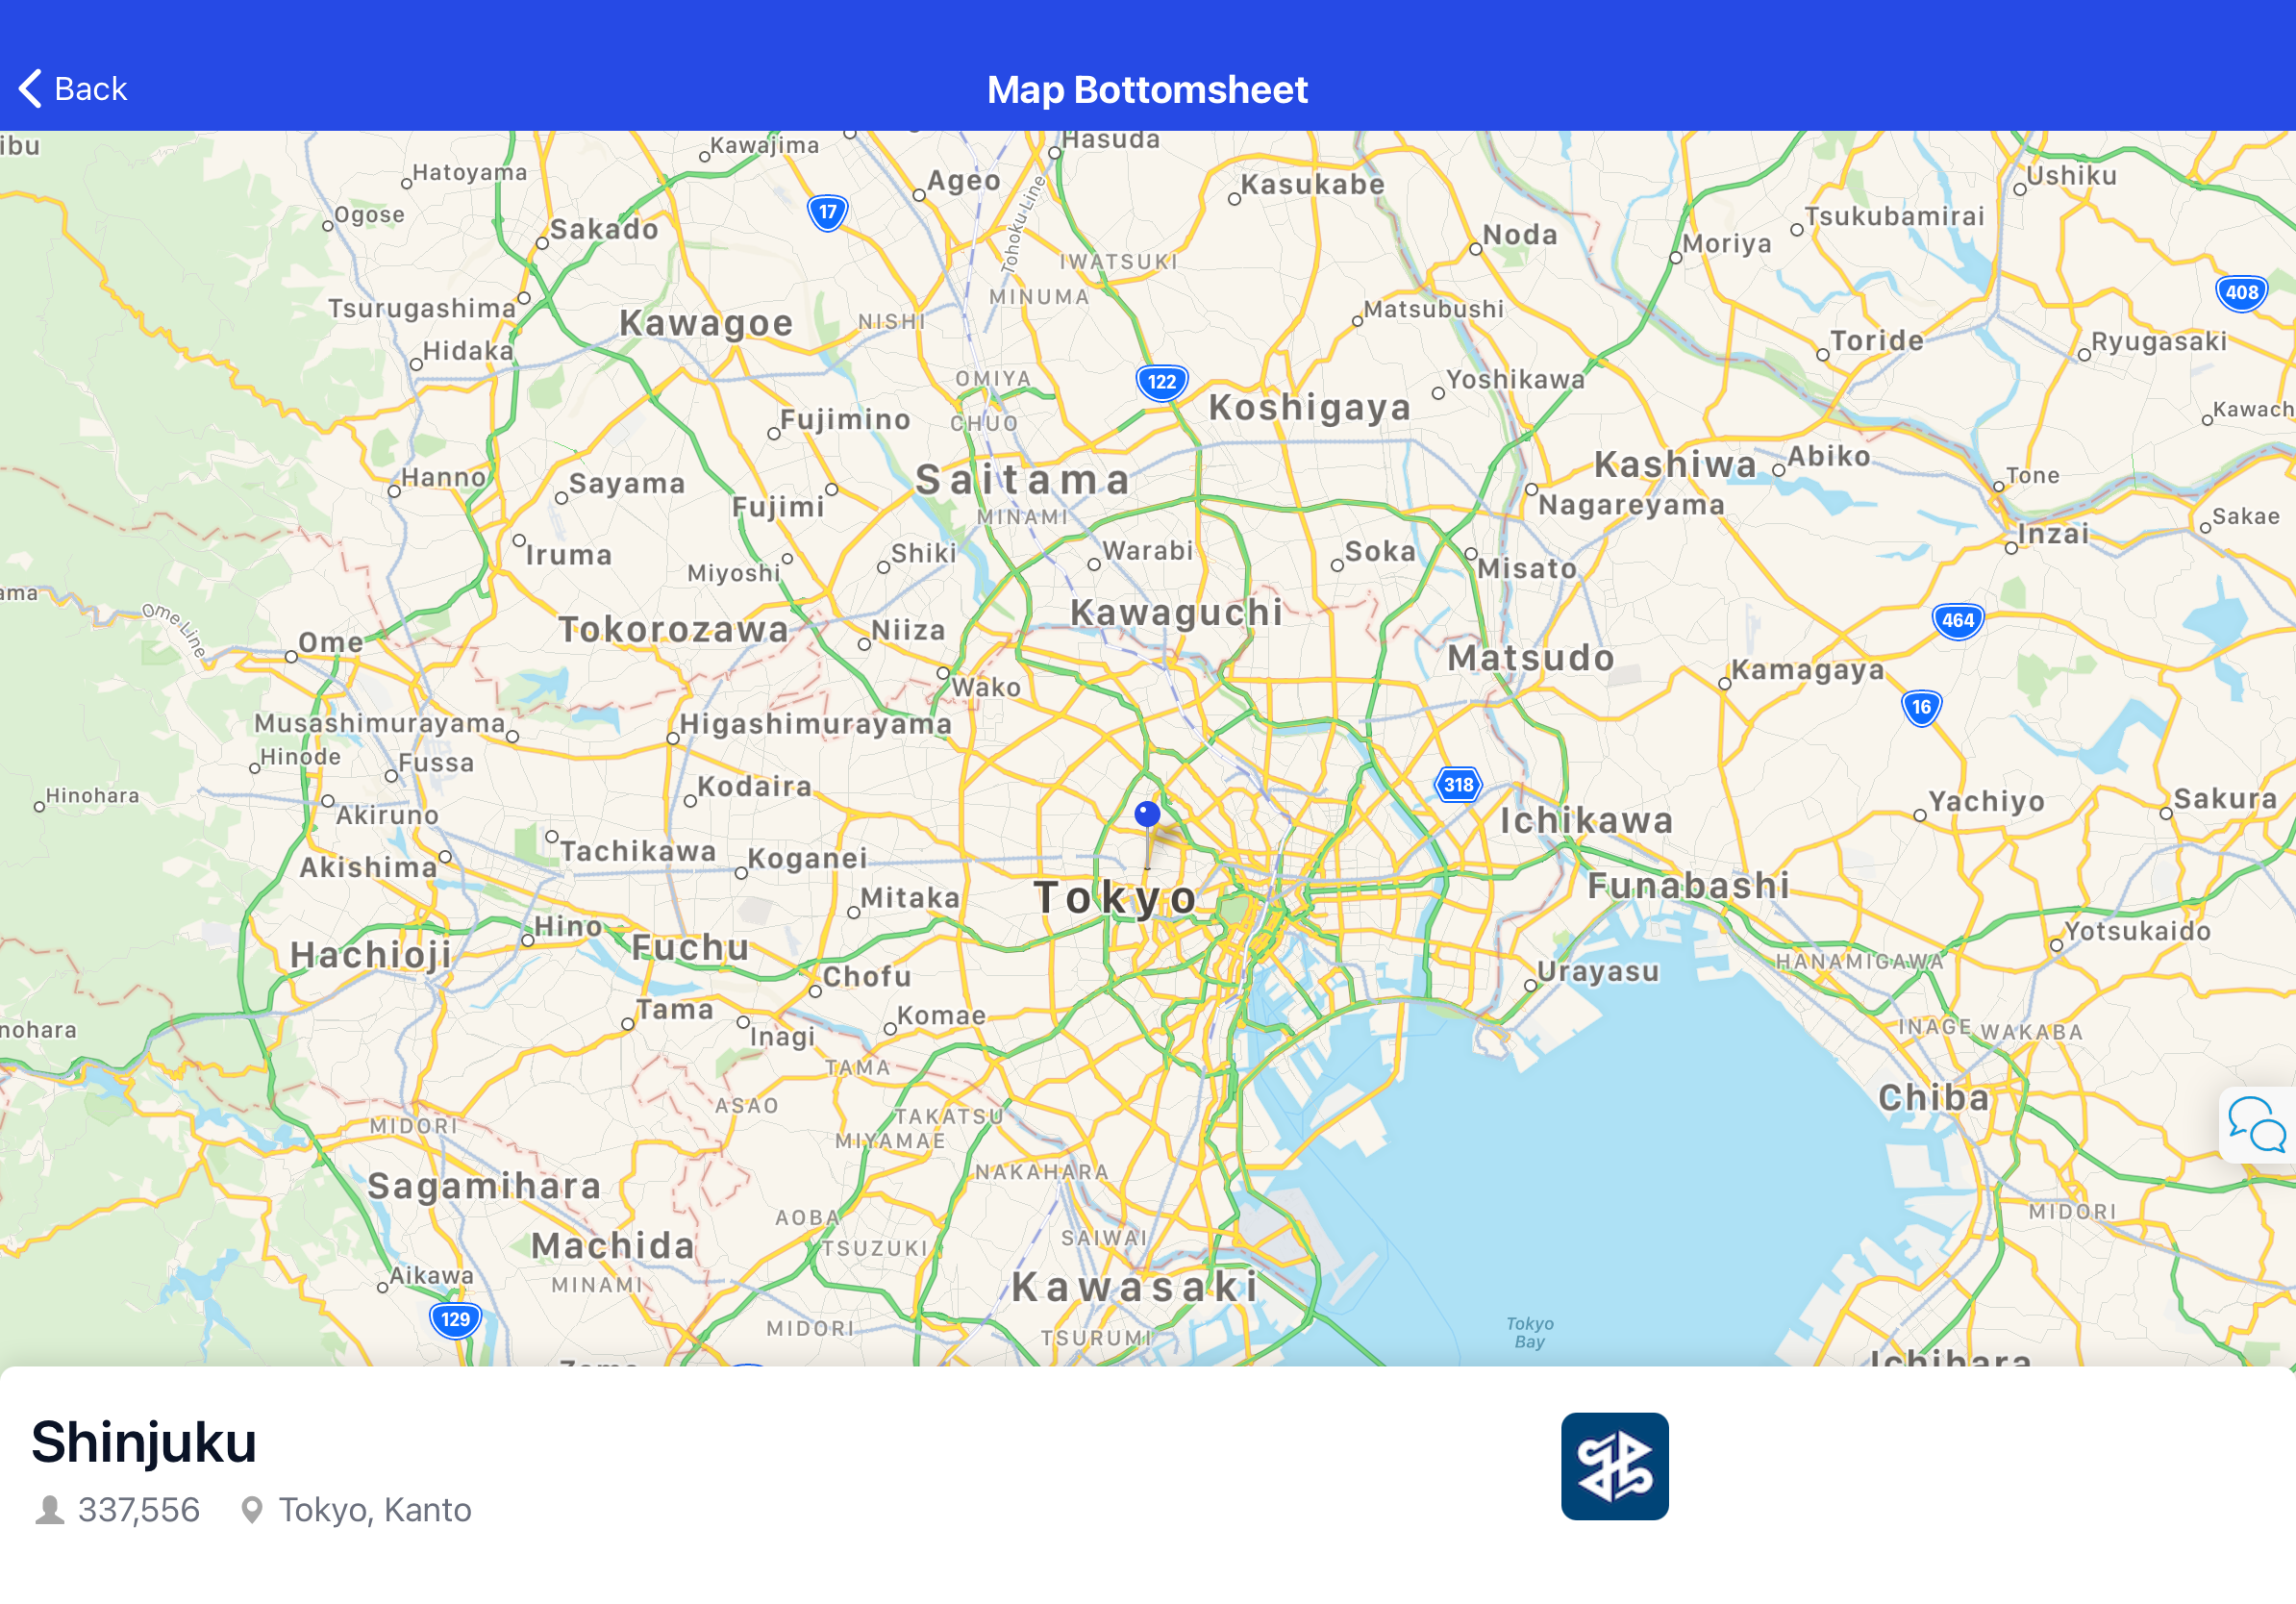 Back
Map Bottomsheet
ibu
Hatoyama
Kawajima
Hasuda
Ageo
Kasukabe
Ushiku
Ogose
17
Tohoku Line
Tsukubamirai
Sakado
Noda
Moriya
IWATSUKI
408
MINUMA
Tsurugashima
Kawagoe
NISHI
Matsubushi
Toride
Ryugasaki
Hidaka
OMIYA
122
Yoshikawa
Koshigaya
Kawach
Fujimino
CHUO
Kashiwa
Abiko
Hanno
Sayama
Saitama
Tone
Fujimi
MINAMI
Nagareyama
Sakae
Inzai
Iruma
Shiki
Warabi
Soka
Misato
Miyoshi
ama
Ome Line
Kawaguchi
464
Tokorozawa
Niiza
Ome
Matsudo
Kamagaya
Wako
16
Musashimurayama
Higashimurayama
Hinode
Fussa
Kodaira
318
Hinohara
Akiruno
Yachiyo
Sakura
Ichikawa
Tachikawa
Koganei
Akishima
Tokyo
Mitaka
Funabashi
Hino
Yotsukaido
Hachioji
Fuchu
HANAMIGAWA
Chofu
Urayasu
Tama
Komae
nohara
Inagi
INAGE
WAKABA
TAMA
Chiba
ASAO
TAKATSU
MIDORI
MIYAMAE
NAKAHARA
Sagamihara
MIDORI
AOBA
SAIWAI
Machida
TSUZUKI
Aikawa
MINAMI
Kawasaki
129
MIDORI
TSURUMI
Tokyo
Bay
Zama
Ichihara
Shinjuku
337,556
Tokyo, Kanto